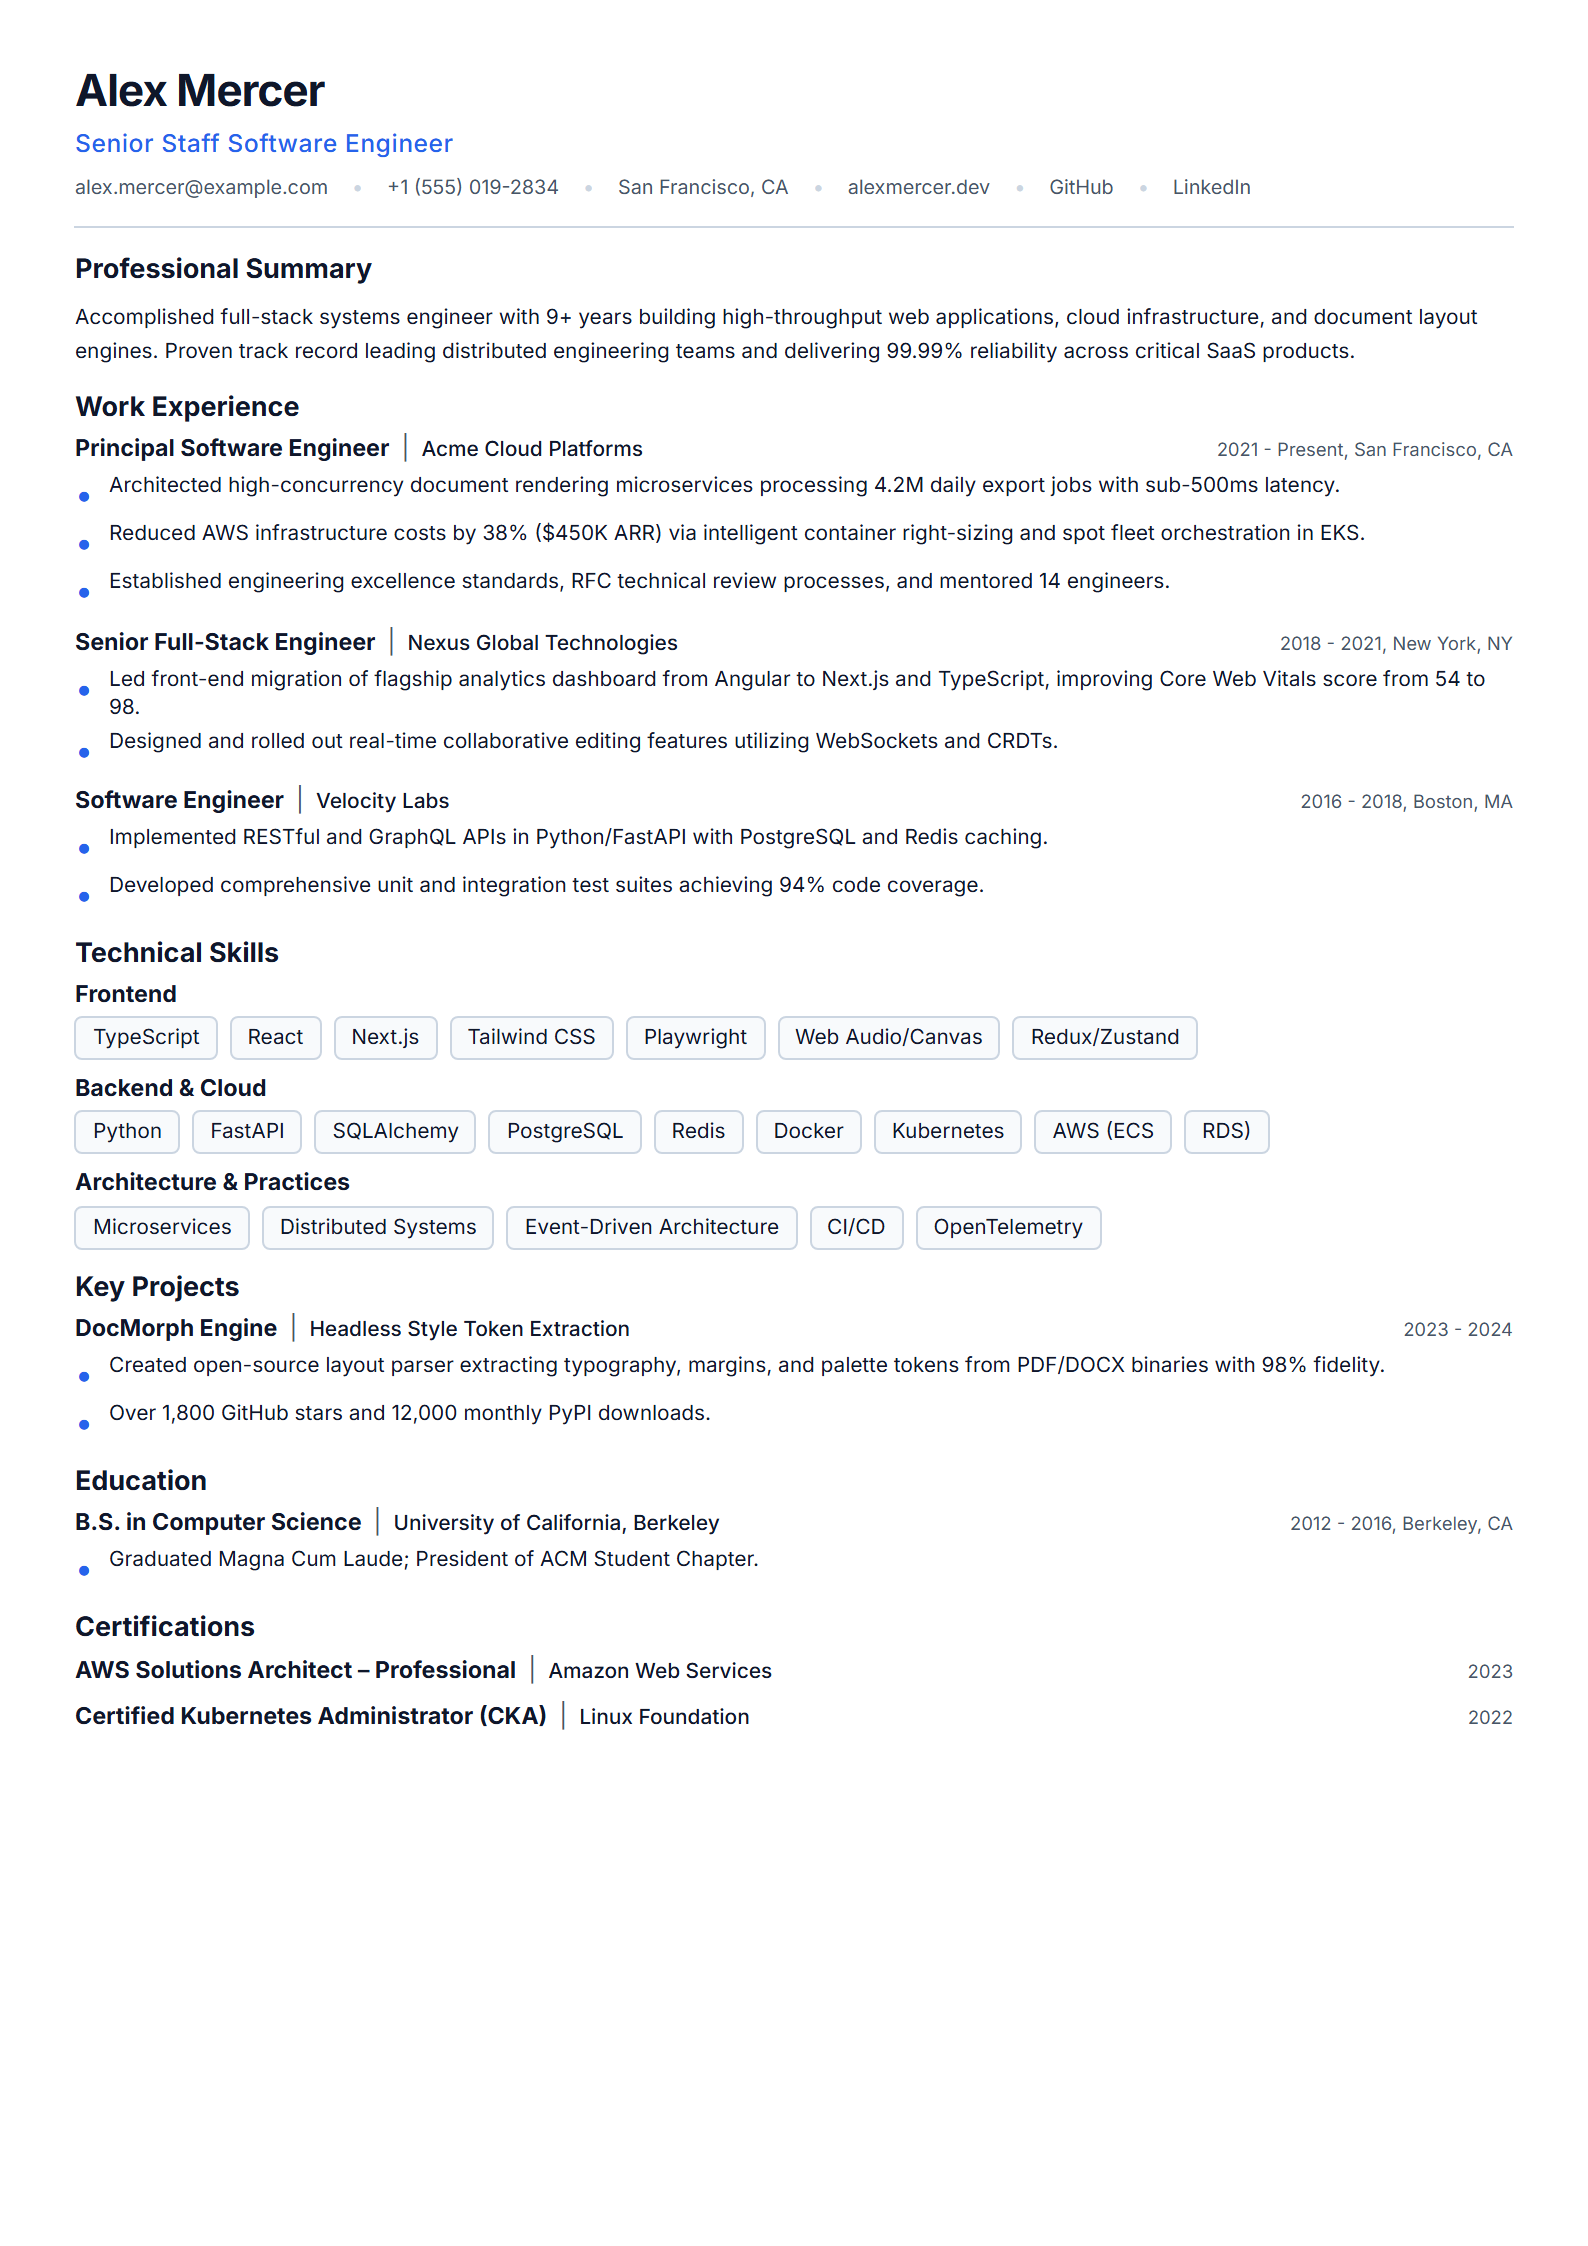 Alex Mercer
Senior Staff Software Engineer
alex.mercer@example.com • +1 (555) 019-2834 • San Francisco, CA • alexmercer.dev • GitHub • LinkedIn
Professional Summary
Accomplished full-stack systems engineer with 9+ years building high-throughput web applications, cloud infrastructure, and document layout
engines. Proven track record leading distributed engineering teams and delivering 99.99% reliability across critical SaaS products.
Work Experience
Principal Software Engineer | Acme Cloud Platforms 2021 - Present, San Francisco, CA
• Architected high-concurrency document rendering microservices processing 4.2M daily export jobs with sub-500ms latency.
• Reduced AWS infrastructure costs by 38% ($450K ARR) via intelligent container right-sizing and spot fleet orchestration in EKS.
• Established engineering excellence standards, RFC technical review processes, and mentored 14 engineers.
Senior Full-Stack Engineer | Nexus Global Technologies 2018 - 2021, New York, NY
• Led front-end migration of flagship analytics dashboard from Angular to Next.js and TypeScript, improving Core Web Vitals score from 54 to
98.
• Designed and rolled out real-time collaborative editing features utilizing WebSockets and CRDTs.
Software Engineer | Velocity Labs 2016 - 2018, Boston, MA
• Implemented RESTful and GraphQL APIs in Python/FastAPI with PostgreSQL and Redis caching.
• Developed comprehensive unit and integration test suites achieving 94% code coverage.
Technical Skills
Frontend
TypeScript React Next.js Tailwind CSS Playwright Web Audio/Canvas Redux/Zustand
Backend & Cloud
Python FastAPI SQLAlchemy PostgreSQL Redis Docker Kubernetes AWS (ECS RDS)
Architecture & Practices
Microservices Distributed Systems Event-Driven Architecture CI/CD OpenTelemetry
Key Projects
DocMorph Engine | Headless Style Token Extraction 2023 - 2024
• Created open-source layout parser extracting typography, margins, and palette tokens from PDF/DOCX binaries with 98% fidelity.
• Over 1,800 GitHub stars and 12,000 monthly PyPI downloads.
Education
B.S. in Computer Science | University of California, Berkeley 2012 - 2016, Berkeley, CA
• Graduated Magna Cum Laude; President of ACM Student Chapter.
Certifications
AWS Solutions Architect – Professional | Amazon Web Services 2023
Certified Kubernetes Administrator (CKA) | Linux Foundation 2022